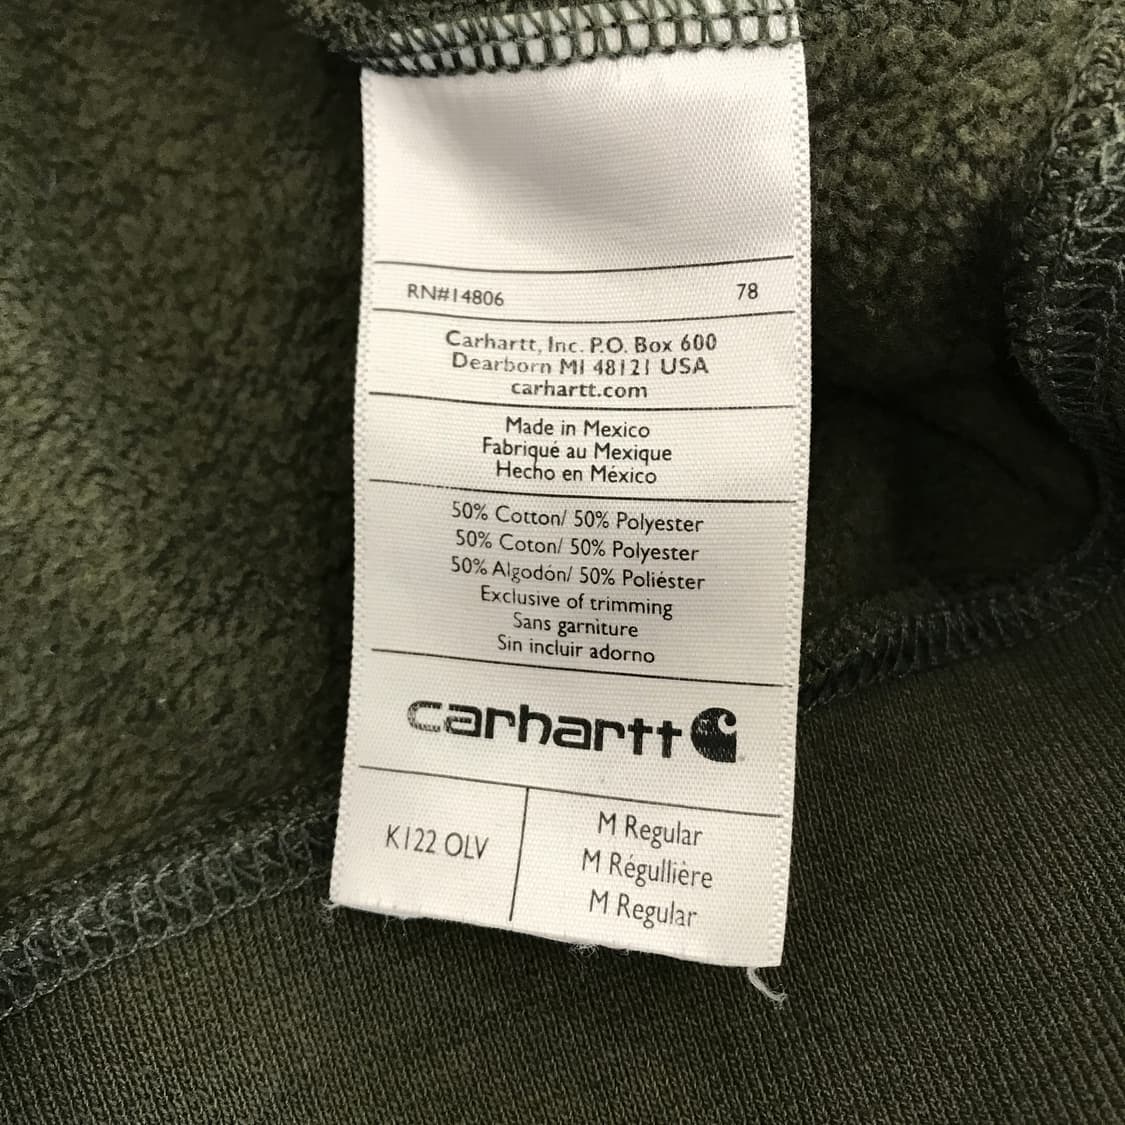 RN#14806 78
Carhartt, Inc. P.O. Box 600
Dearborn MI 48121 USA
carhartt.com
Made in Mexico
Fabriqué au Mexique
Hecho en México
50% Cotton/ 50% Polyester
50% Coton/ 50% Polyester
50% Algodón/ 50% Poliéster
Exclusive of trimming
Sans garniture
Sin incluir adorno
carhartt
K122 OLV
M Regular
M Régullière
M Regular